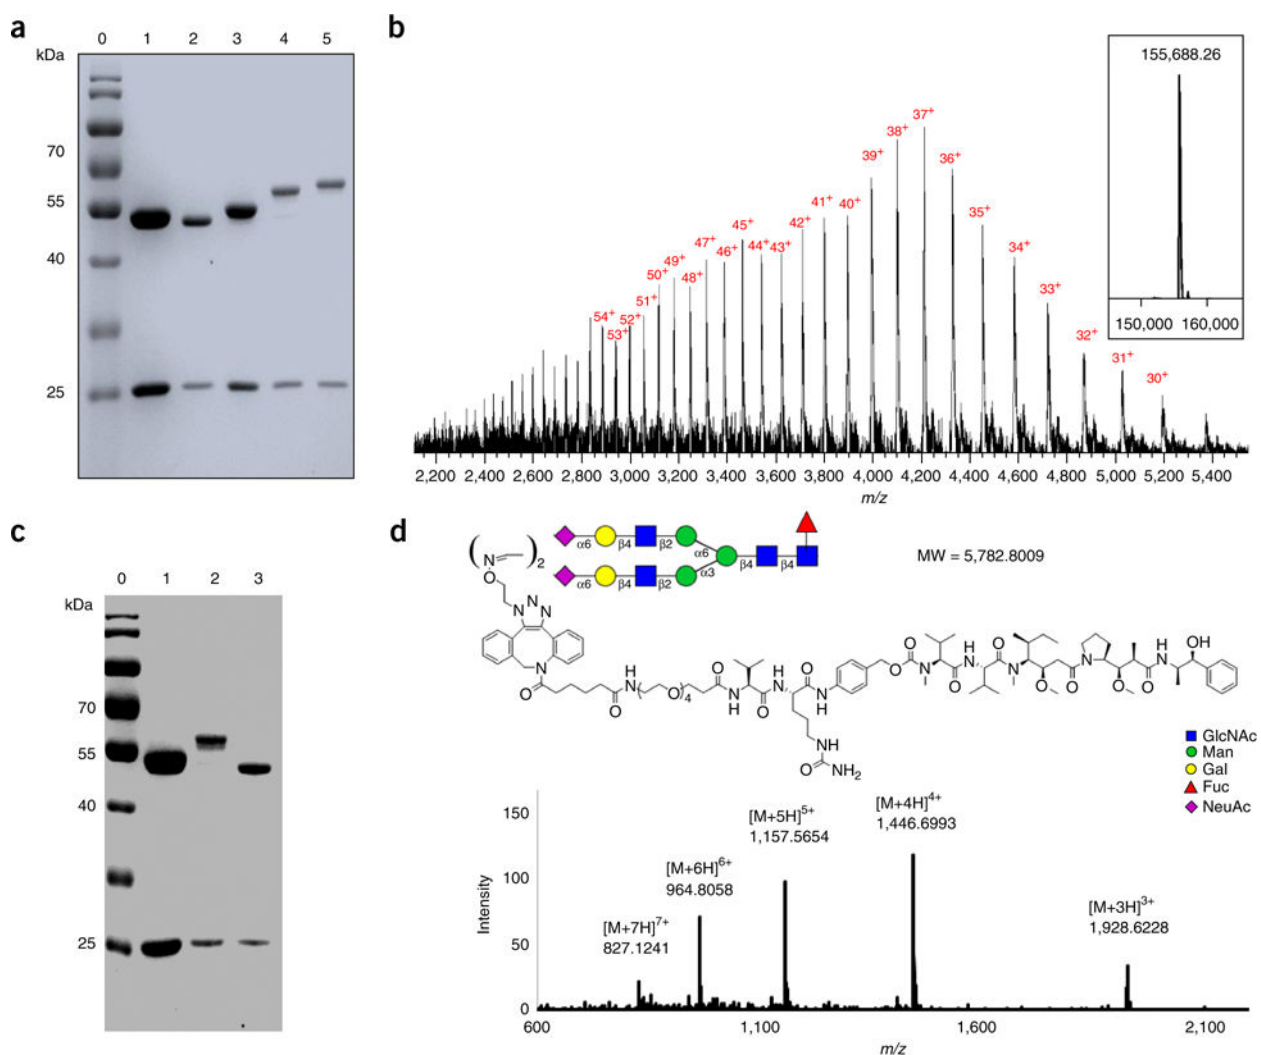 a
0 1 2 3 4 5
kDa
70
55
40
25
b
155,688.26
150,000 160,000
54+
53+
52+
51+
50+
49+
48+
47+
46+
45+
44+
43+
42+
41+
40+
39+
38+
37+
36+
35+
34+
33+
32+
31+
30+
2,200 2,600 3,000 3,400 3,800 4,000 4,200 4,400 4,600 4,800 5,000 5,200 5,400
m/z
c
0 1 2 3
kDa
70
55
40
25
d
( )2
α6 β4 β2 α6
α6 β4 β2 α3 β4 β4
MW = 5,782.8009
N
O
N N N
N
O
O
HN ( O )4
O
N H
O
H N
O
H N
O O
N
O
H N
O
N
O
O
N
O
O
H N
OH
NH
O NH2
GlcNAc
Man
Gal
Fuc
NeuAc
Intensity
150
100
50
0
[M+7H]7+
827.1241
[M+6H]6+
964.8058
[M+5H]5+
1,157.5654
[M+4H]4+
1,446.6993
[M+3H]3+
1,928.6228
600 1,100 1,600 2,100
m/z